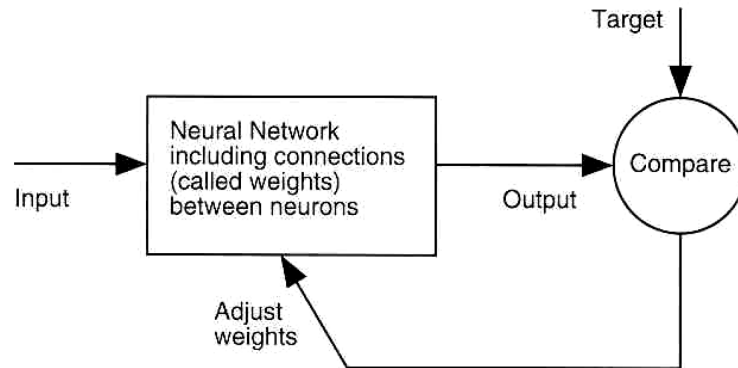 Target
Neural Network
including connections
(called weights)
between neurons
Compare
Input
Output
Adjust
weights